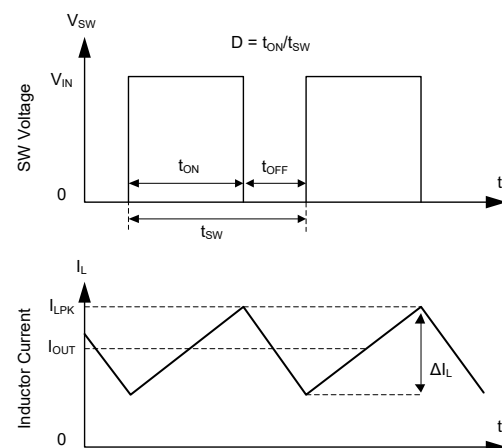 V_SW
D = t_ON/t_SW
V_IN
SW Voltage
t_ON
t_OFF
0
t
t_SW
I_L
I_LPK
I_OUT
Inductor Current
ΔI_L
0
t